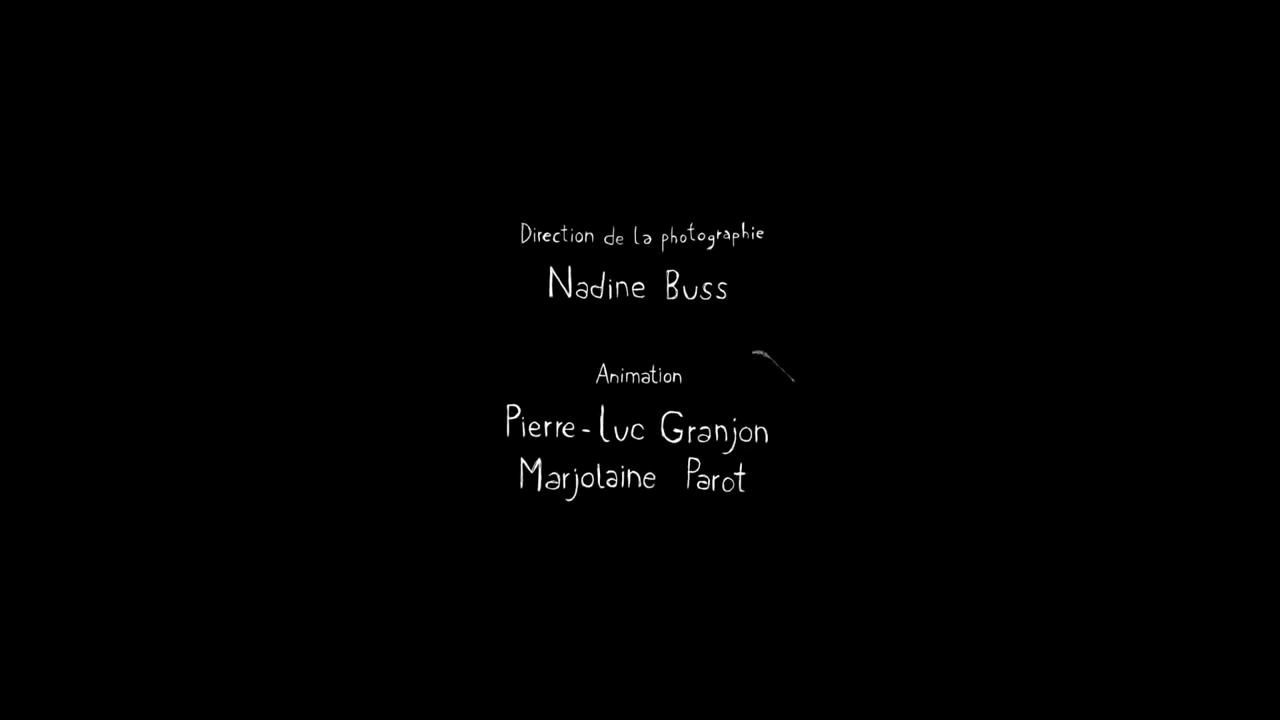 Direction de la photographie
Nadine Buss
Animation
Pierre-Luc Granjon
Marjolaine Parot